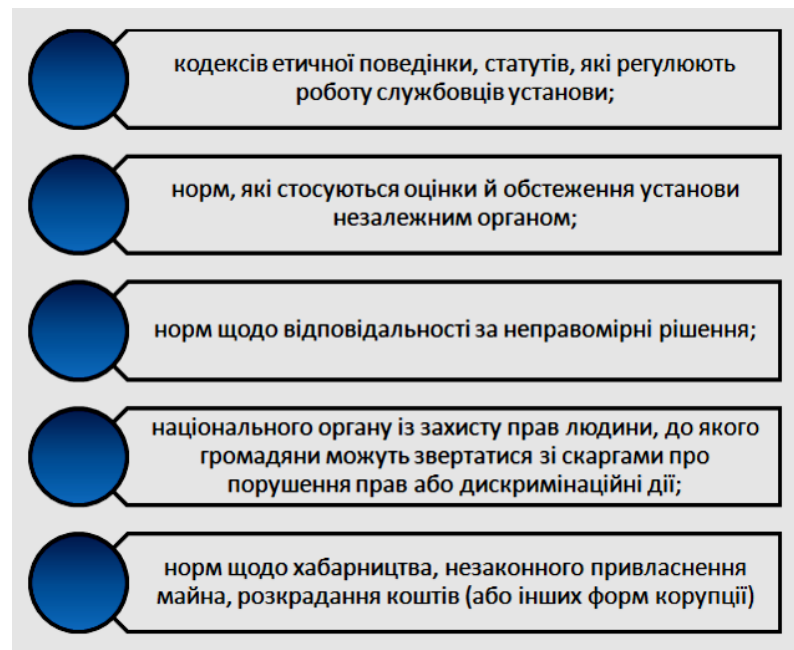 кодексів етичної поведінки, статутів, які регулюють
роботу службовців установи;
норм, які стосуються оцінки й обстеження установи
незалежним органом;
норм щодо відповідальності за неправомірні рішення;
національного органу із захисту прав людини, до якого
громадяни можуть звертатися зі скаргами про
порушення прав або дискримінаційні дії;
норм щодо хабарництва, незаконного привласнення
майна, розкрадання коштів (або інших форм корупції)